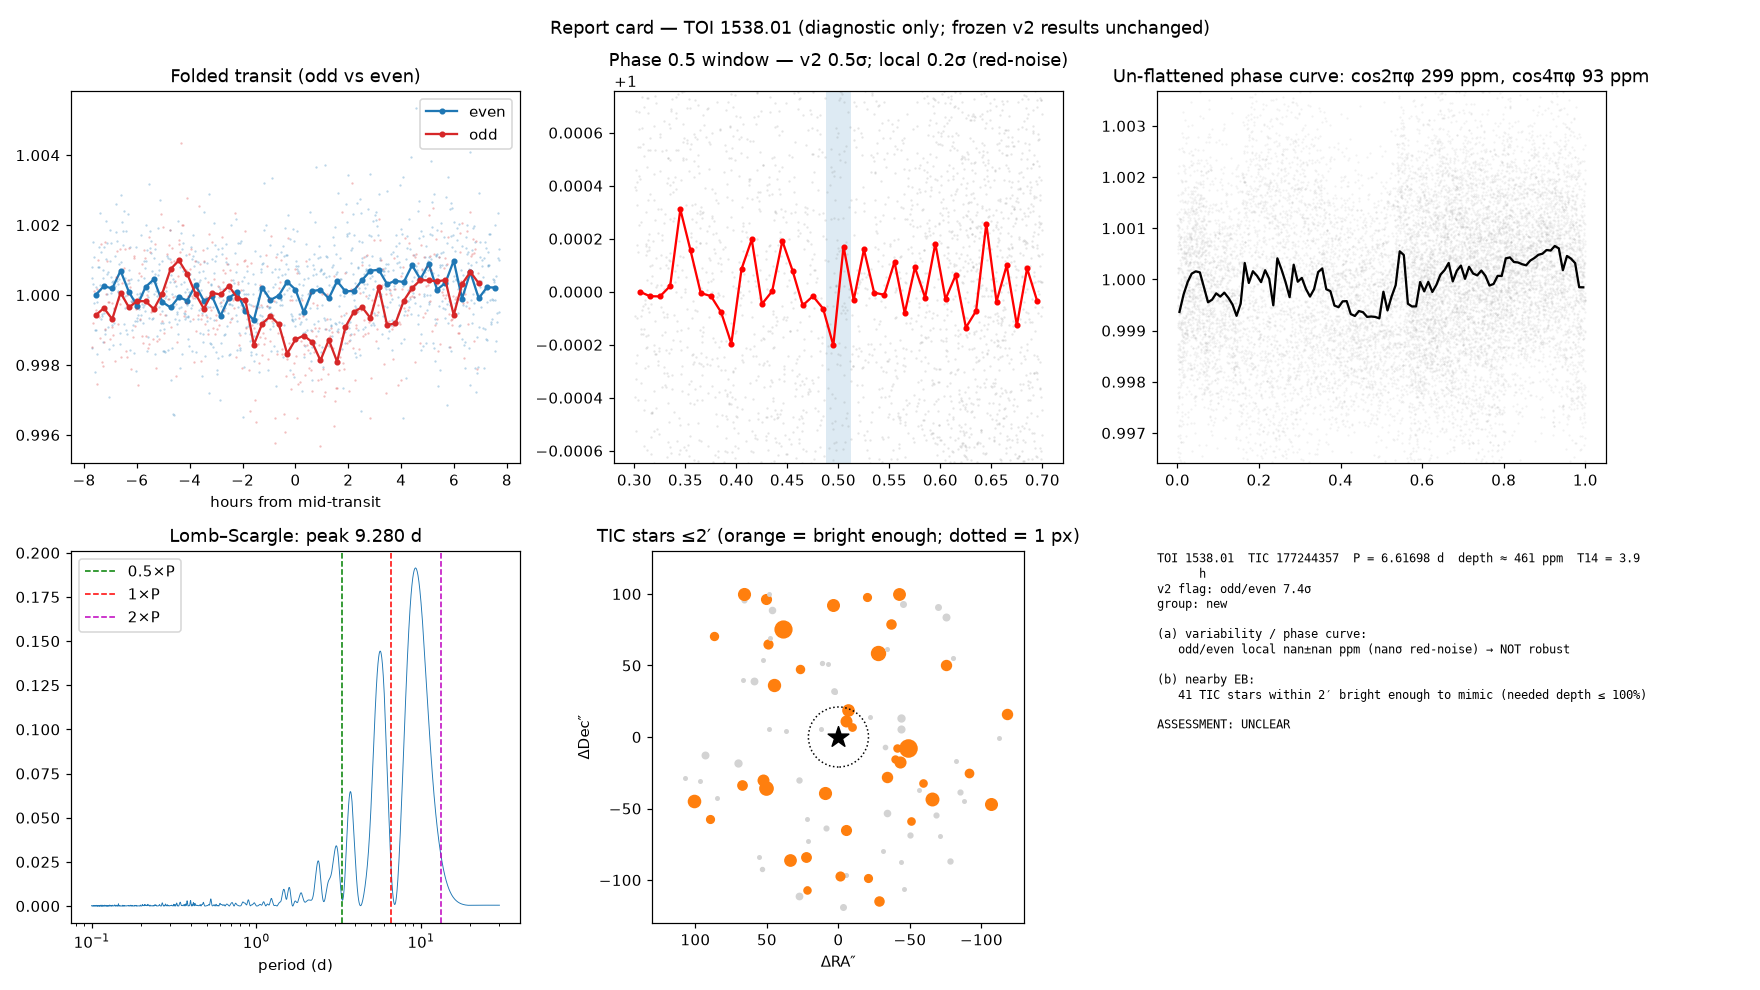 Report card — TOI 1538.01 (diagnostic only; frozen v2 results unchanged)
Folded transit (odd vs even)
even
odd
1.004
1.002
1.000
0.998
0.996
−8
−6
−4
−2
0
2
4
6
8
hours from mid-transit
Phase 0.5 window — v2 0.5σ; local 0.2σ (red-noise)
+1
0.0006
0.0004
0.0002
0.0000
−0.0002
−0.0004
−0.0006
0.30
0.35
0.40
0.45
0.50
0.55
0.60
0.65
0.70
Un-flattened phase curve: cos2πφ 299 ppm, cos4πφ 93 ppm
1.003
1.002
1.001
1.000
0.999
0.998
0.997
0.0
0.2
0.4
0.6
0.8
1.0
Lomb–Scargle: peak 9.280 d
0.5×P
1×P
2×P
0.200
0.175
0.150
0.125
0.100
0.075
0.050
0.025
0.000
10⁻¹
10⁰
10¹
period (d)
TIC stars ≤2′ (orange = bright enough; dotted = 1 px)
100
50
0
−50
−100
ΔDec″
100
50
0
−50
−100
ΔRA″
TOI 1538.01  TIC 177244357  P = 6.61698 d  depth ≈ 461 ppm  T14 = 3.9
h
v2 flag: odd/even 7.4σ
group: new
(a) variability / phase curve:
odd/even local nan±nan ppm (nanσ red-noise) → NOT robust
(b) nearby EB:
41 TIC stars within 2′ bright enough to mimic (needed depth ≤ 100%)
ASSESSMENT: UNCLEAR